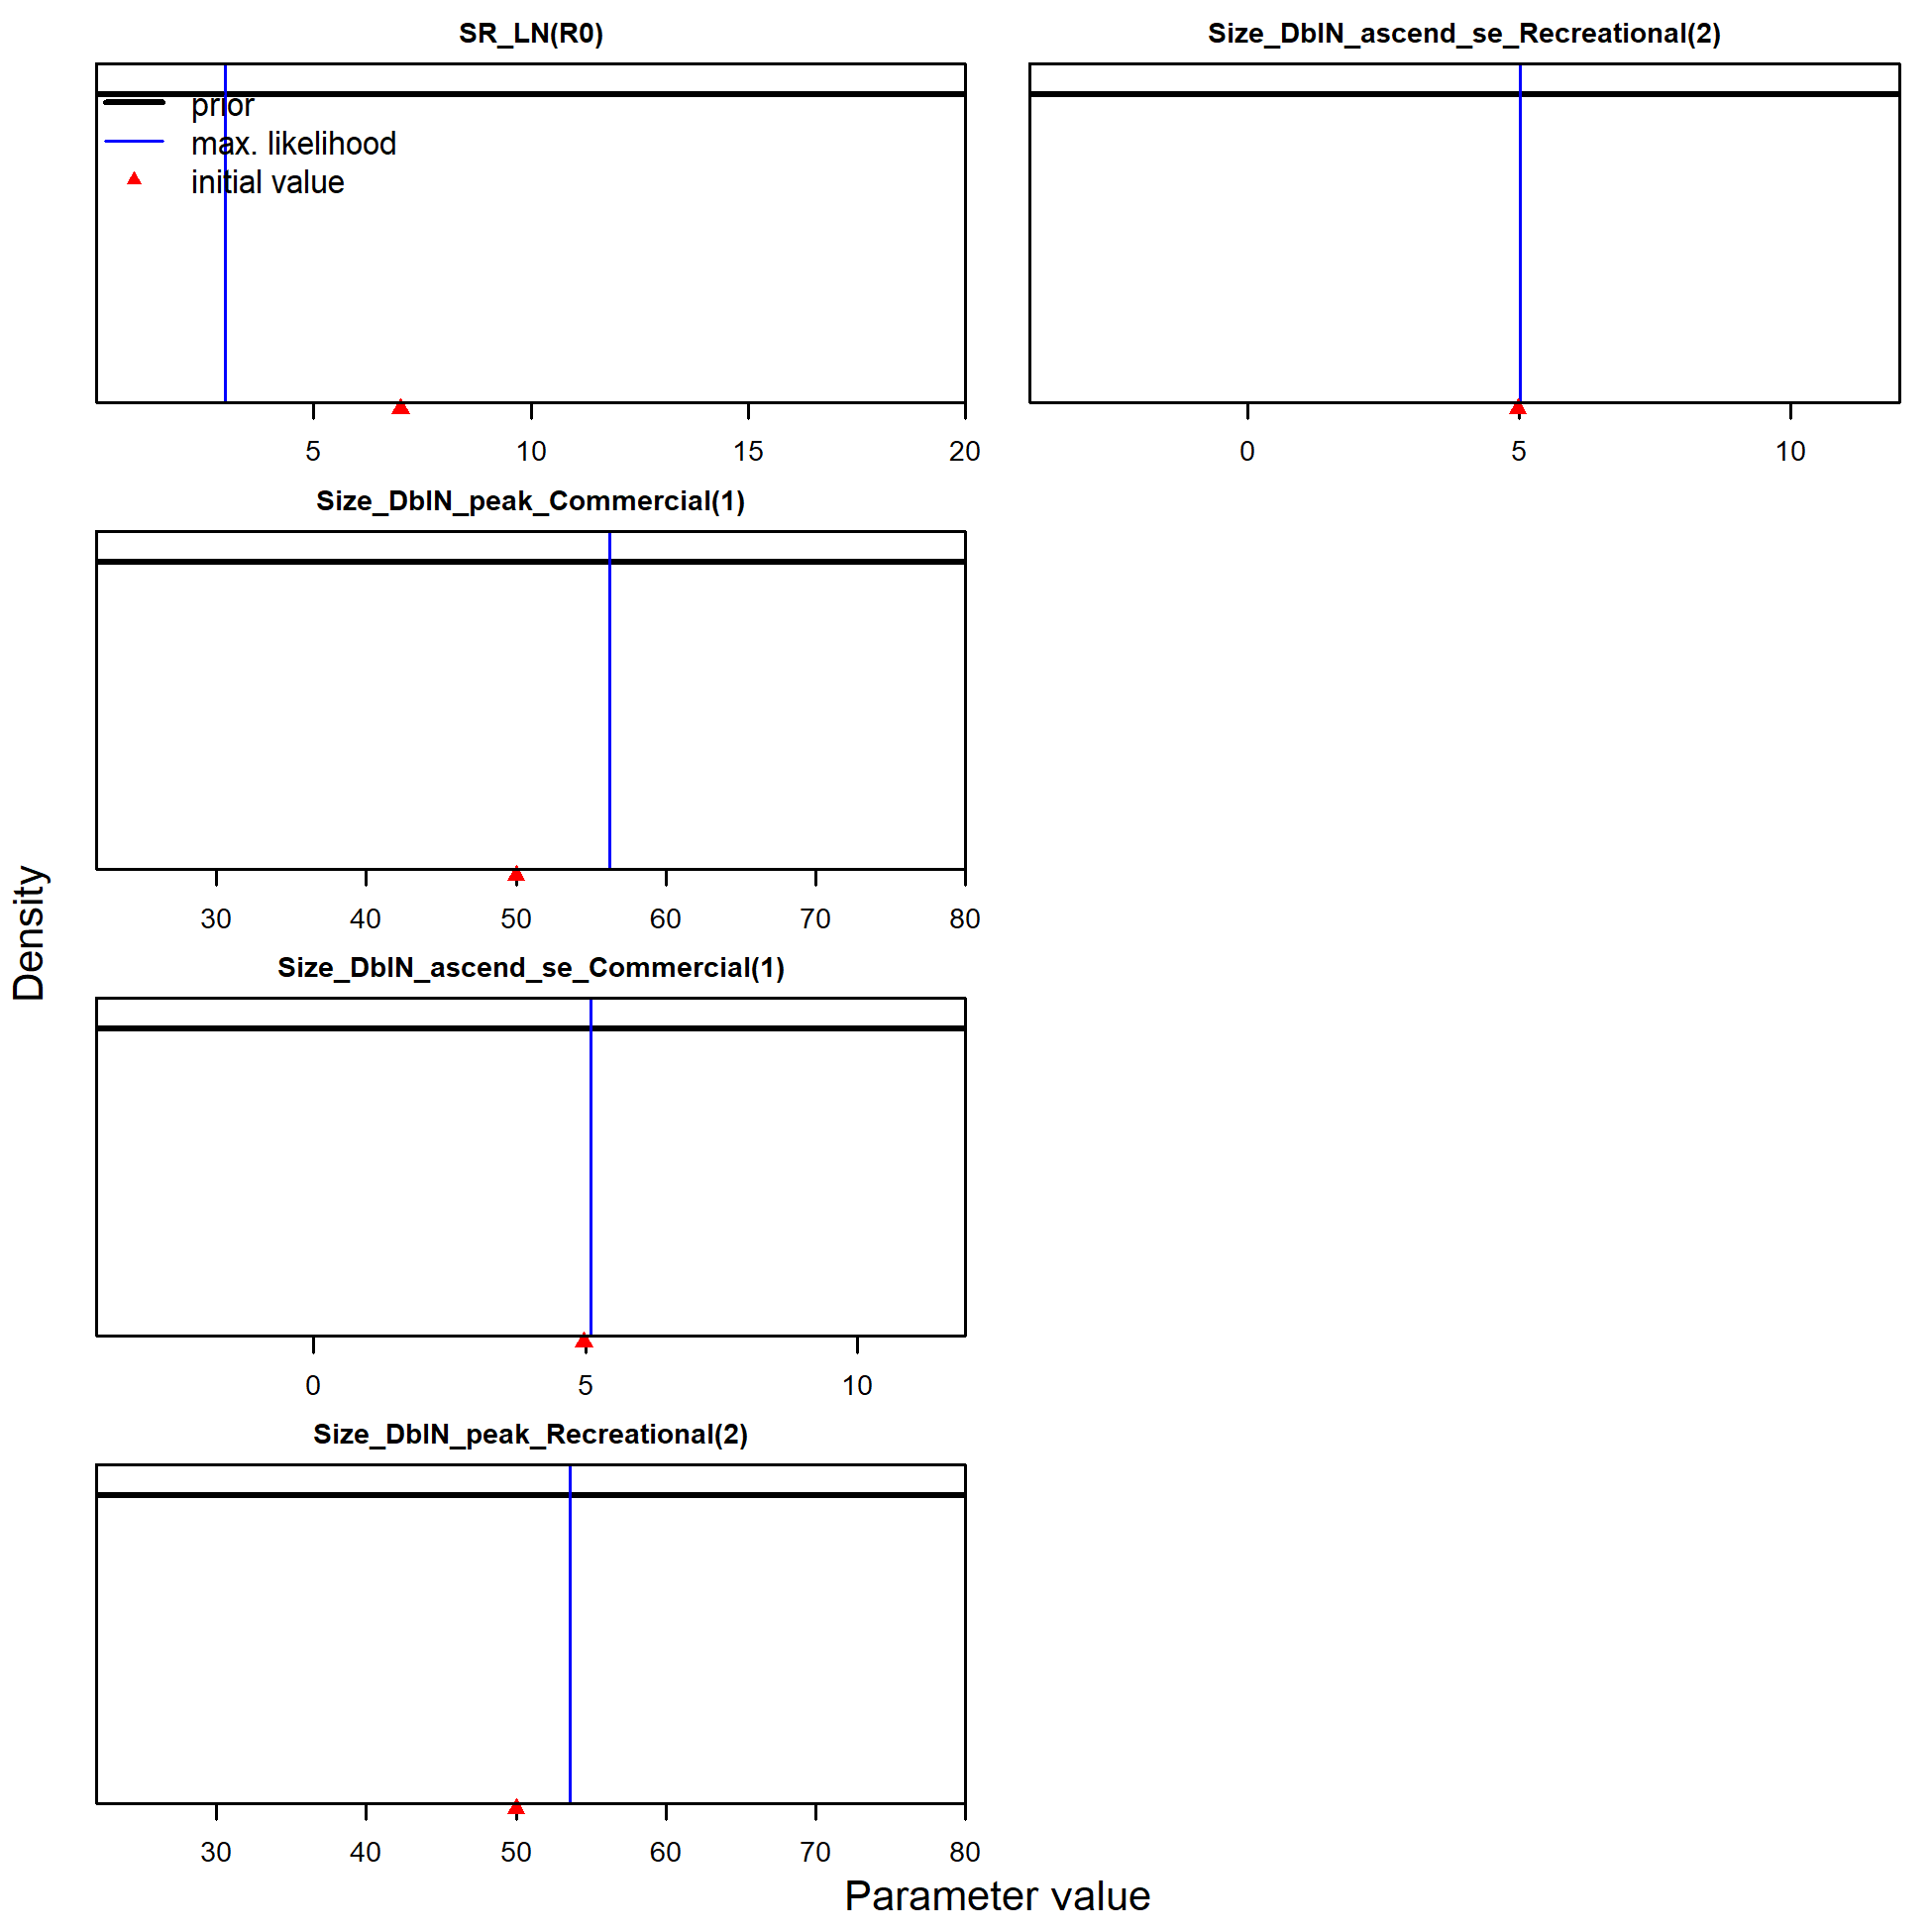 SR_LN(R0)
prior
max. likelihood
initial value
5 10 15 20
Size_DblN_ascend_se_Recreational(2)
0 5 10
Size_DblN_peak_Commercial(1)
30 40 50 60 70 80
Size_DblN_ascend_se_Commercial(1)
0 5 10
Size_DblN_peak_Recreational(2)
30 40 50 60 70 80
Density
Parameter value